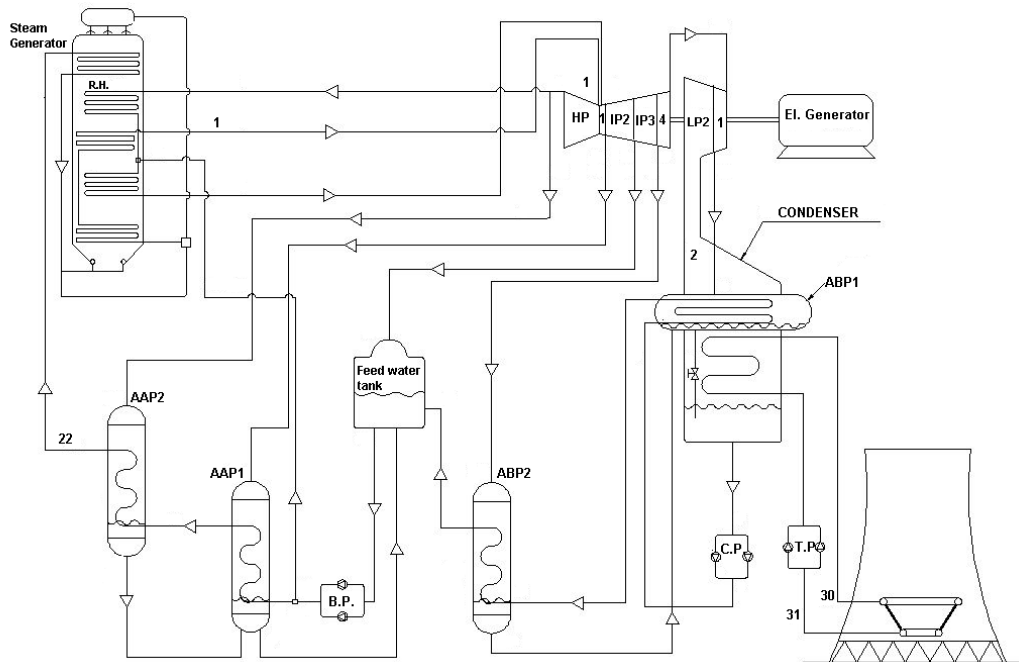 Steam
Generator
R.H.
1
1
HP
1
IP2
IP3
4
LP2
1
El. Generator
CONDENSER
2
ABP1
Feed water
tank
AAP2
22
AAP1
ABP2
B.P.
C.P.
T.P.
30
31